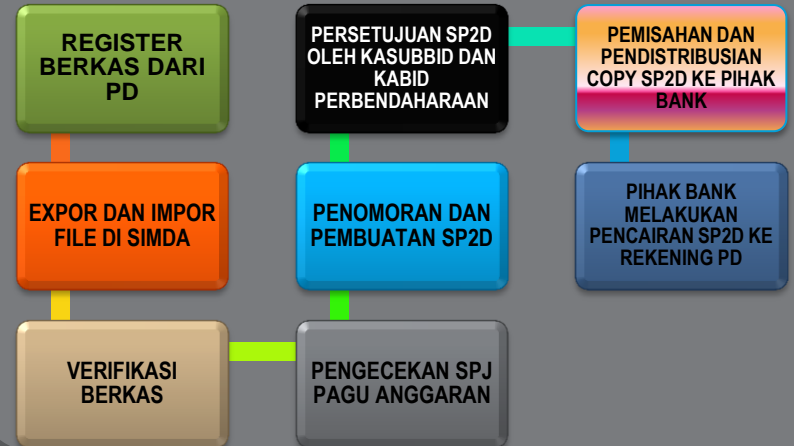 REGISTER
BERKAS DARI
PD
EXPOR DAN IMPOR
FILE DI SIMDA
VERIFIKASI
BERKAS
PENGECEKAN SPJ
PAGU ANGGARAN
PENOMORAN DAN
PEMBUATAN SP2D
PERSETUJUAN SP2D
OLEH KASUBBID DAN
KABID
PERBENDAHARAAN
PEMISAHAN DAN
PENDISTRIBUSIAN
COPY SP2D KE PIHAK
BANK
PIHAK BANK
MELAKUKAN
PENCAIRAN SP2D KE
REKENING PD